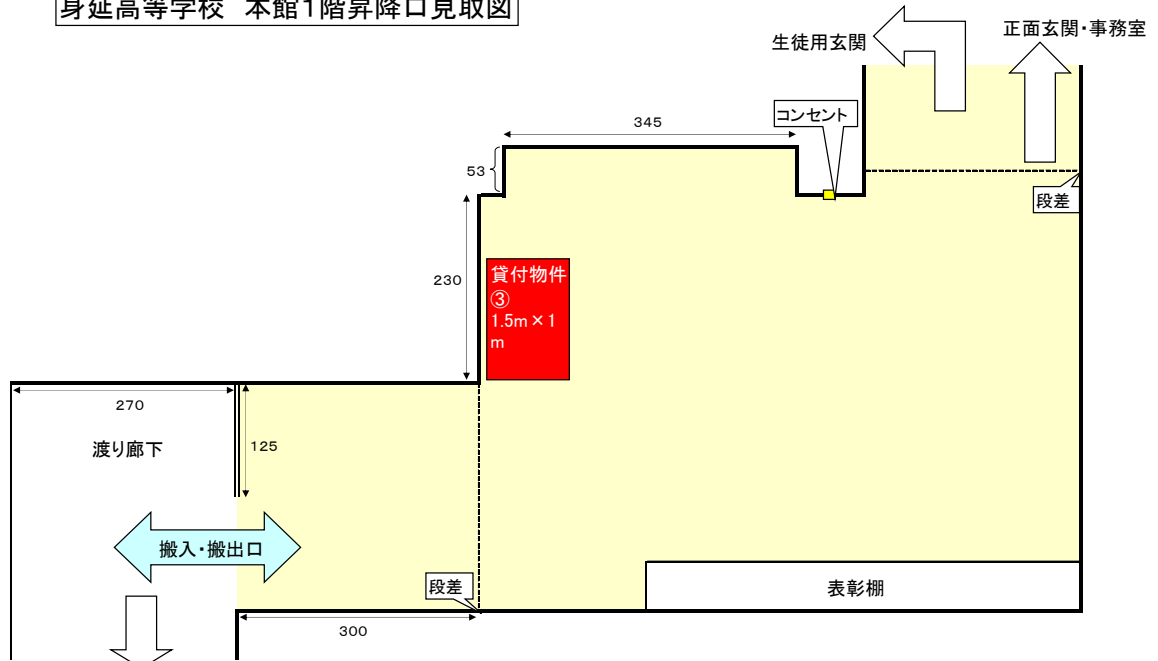 身延高等学校 本館1階昇降口見取図
正面玄関・事務室
生徒用玄関
コンセント
345
53
段差
230
貸付物件
③
1.5m×1
m
270
125
渡り廊下
搬入・搬出口
段差
表彰棚
300